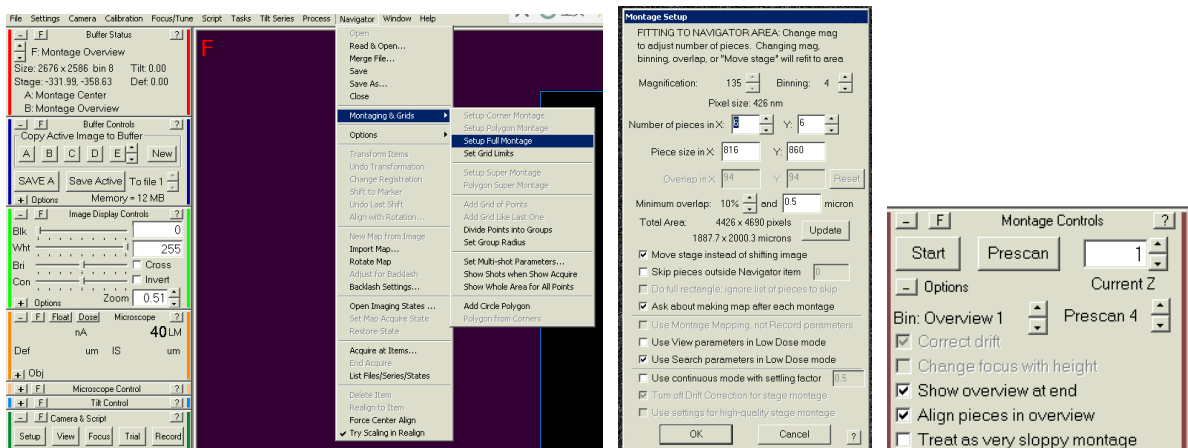 File Settings Camera Calibration Focus/Tune Script Tasks Tilt Series Process Navigator Window Help
- F Buffer Status ?
F: Montage Overview
Size: 2676 x 2586 bin 8 Tilt: 0.00
Stage: -331.99, -358.63 Def: 0.00
A: Montage Center
B: Montage Overview
- F Buffer Controls ?
Copy Active Image to Buffer
A B C D E New
SAVE A Save Active To file 1
+ Options Memory = 12 MB
- F Image Display Controls ?
Blk 0
Wht 255
Bri Cross
Con Invert
+ Options Zoom 0.51
- F Float Dose Microscope ?
nA 40 LM
Def um IS um
+ Obj
+ F Microscope Control ?
+ F Tilt Control ?
- F Camera & Script ?
Setup View Focus Trial Record
F
Open
Read & Open...
Merge File...
Save
Save As...
Close
Montaging & Grids
Options
Transform Items
Undo Transformation
Change Registration
Shift to Marker
Undo Last Shift
Align with Rotation...
New Map from Image
Import Map...
Rotate Map
Adjust for Backlash
Backlash Settings...
Open Imaging States ...
Set Map Acquire State
Restore State
Acquire at Items...
End Acquire
List Files/Series/States
Delete Item
Realign to Item
Force Center Align
Try Scaling in Realign
Setup Corner Montage
Setup Polygon Montage
Setup Full Montage
Set Grid Limits
Setup Super Montage
Polygon Super Montage
Add Grid of Points
Add Grid Like Last One
Divide Points into Groups
Set Group Radius
Set Multi-shot Parameters...
Show Shots when Show Acquire
Show Whole Area for All Points
Add Circle Polygon
Polygon from Corners
Montage Setup
FITTING TO NAVIGATOR AREA: Change mag
to adjust number of pieces. Changing mag,
binning, overlap, or "Move stage" will refit to area
Magnification: 135 Binning: 4
Pixel size: 426 nm
Number of pieces in X: 6 Y: 6
Piece size in X: 816 Y: 860
Overlap in X: 94 Y: 94 Reset
Minimum overlap: 10% and 0.5 micron
Total Area: 4426 x 4690 pixels
1887.7 x 2000.3 microns Update
Move stage instead of shifting image
Skip pieces outside Navigator item 0
Do full rectangle; ignore list of pieces to skip
Ask about making map after each montage
Use Montage Mapping, not Record parameters
Use View parameters in Low Dose mode
Use Search parameters in Low Dose mode
Use continuous mode with settling factor 0.5
Turn off Drift Correction for stage montage
Use settings for high-quality stage montage
OK Cancel ?
- F Montage Controls ?
Start Prescan 1
- Options Current Z
Bin: Overview 1 Prescan 4
Correct drift
Change focus with height
Show overview at end
Align pieces in overview
Treat as very sloppy montage